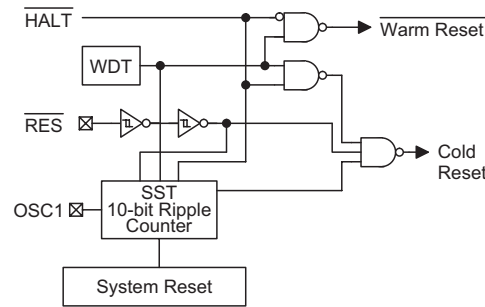 HALT
Warm Reset
WDT
RES
Cold
Reset
SST
10-bit Ripple
Counter
OSC1
System Reset